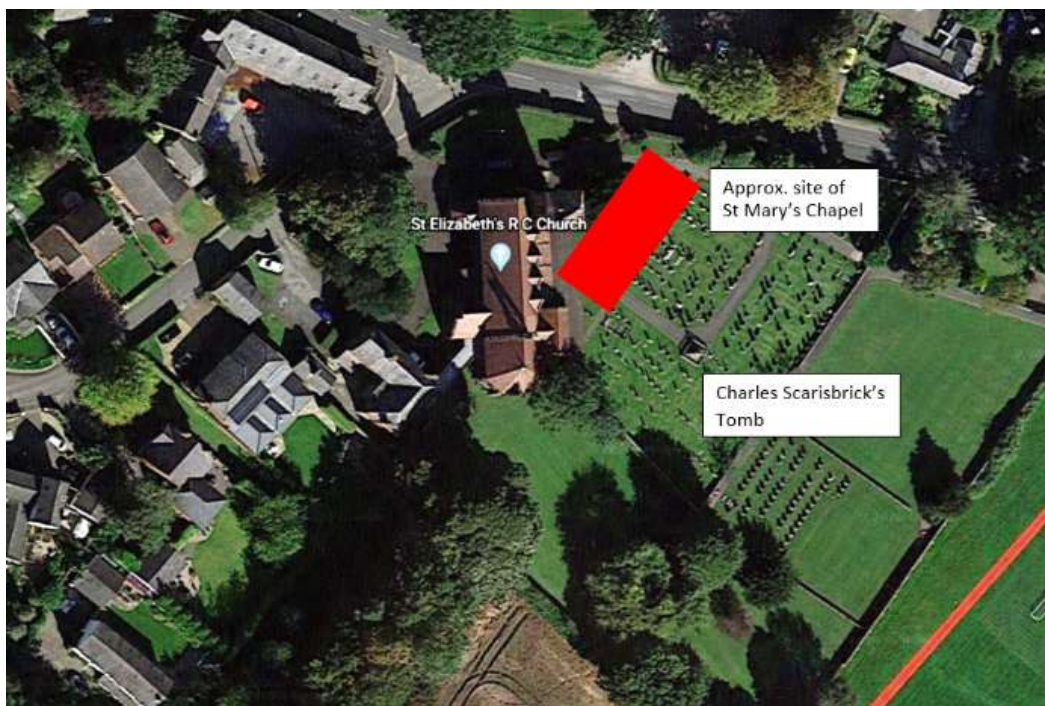 St Elizabeth's R C Church
Approx. site of
St Mary's Chapel
Charles Scarisbrick's
Tomb